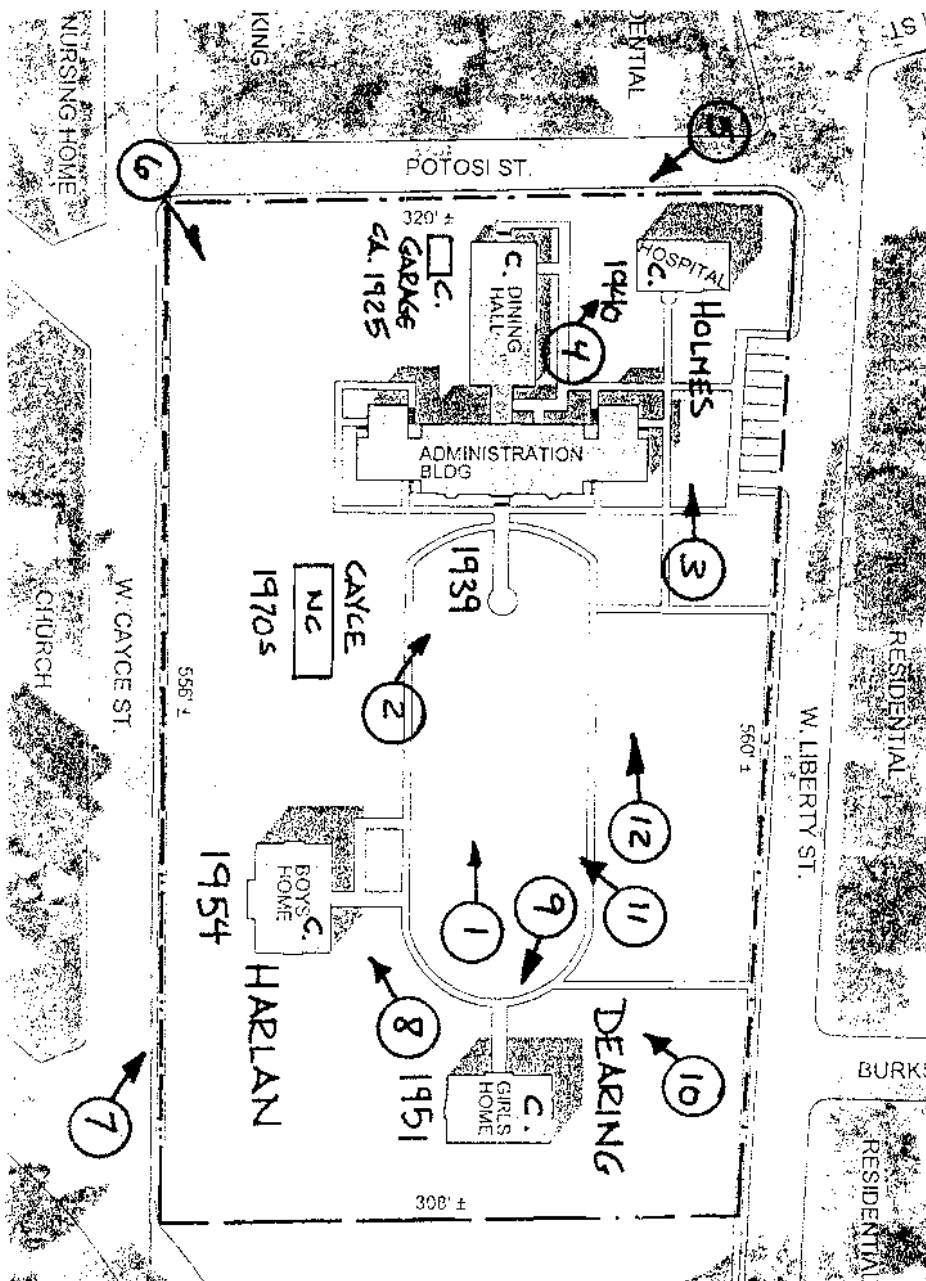 NURSING HOME
KING
DENTIAL
ST.
POTOSI ST.
5
6
320' ±
C.
GARAGE
CA. 1925
C. DINING
HALL
HOSPITAL
C.
1940
HOLMES
4
ADMINISTRATION
BLDG
3
1939
CAYCE
NC
1970s
2
W. CAYCE ST.
CHURCH
556' ±
560' ±
W. LIBERTY ST.
RESIDENTIAL
12
11
9
1
BOYS
HOME
C.
1954
HARLAN
8
7
DEARING
10
C.
GIRLS
HOME
1951
308' ±
BURKS
RESIDENTIAL